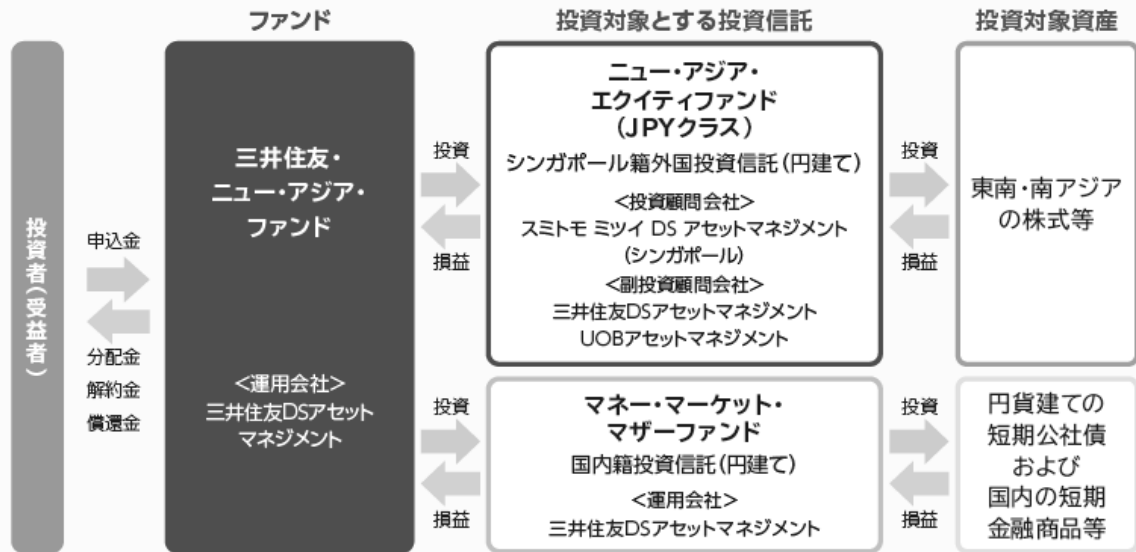 ファンド
投資対象とする投資信託
投資対象資産
投資者(受益者)
申込金
分配金
解約金
償還金
三井住友・
ニュー・アジア・
ファンド
<運用会社>
三井住友DSアセット
マネジメント
投資
損益
ニュー・アジア・
エクイティファンド
(JPYクラス)
シンガポール籍外国投資信託(円建て)
<投資顧問会社>
スミトモ ミツイ DS アセットマネジメント
(シンガポール)
<副投資顧問会社>
三井住友DSアセットマネジメント
UOBアセットマネジメント
投資
損益
東南・南アジア
の株式等
投資
損益
マネー・マーケット・
マザーファンド
国内籍投資信託(円建て)
<運用会社>
三井住友DSアセットマネジメント
投資
損益
円貨建ての
短期公社債
および
国内の短期
金融商品等